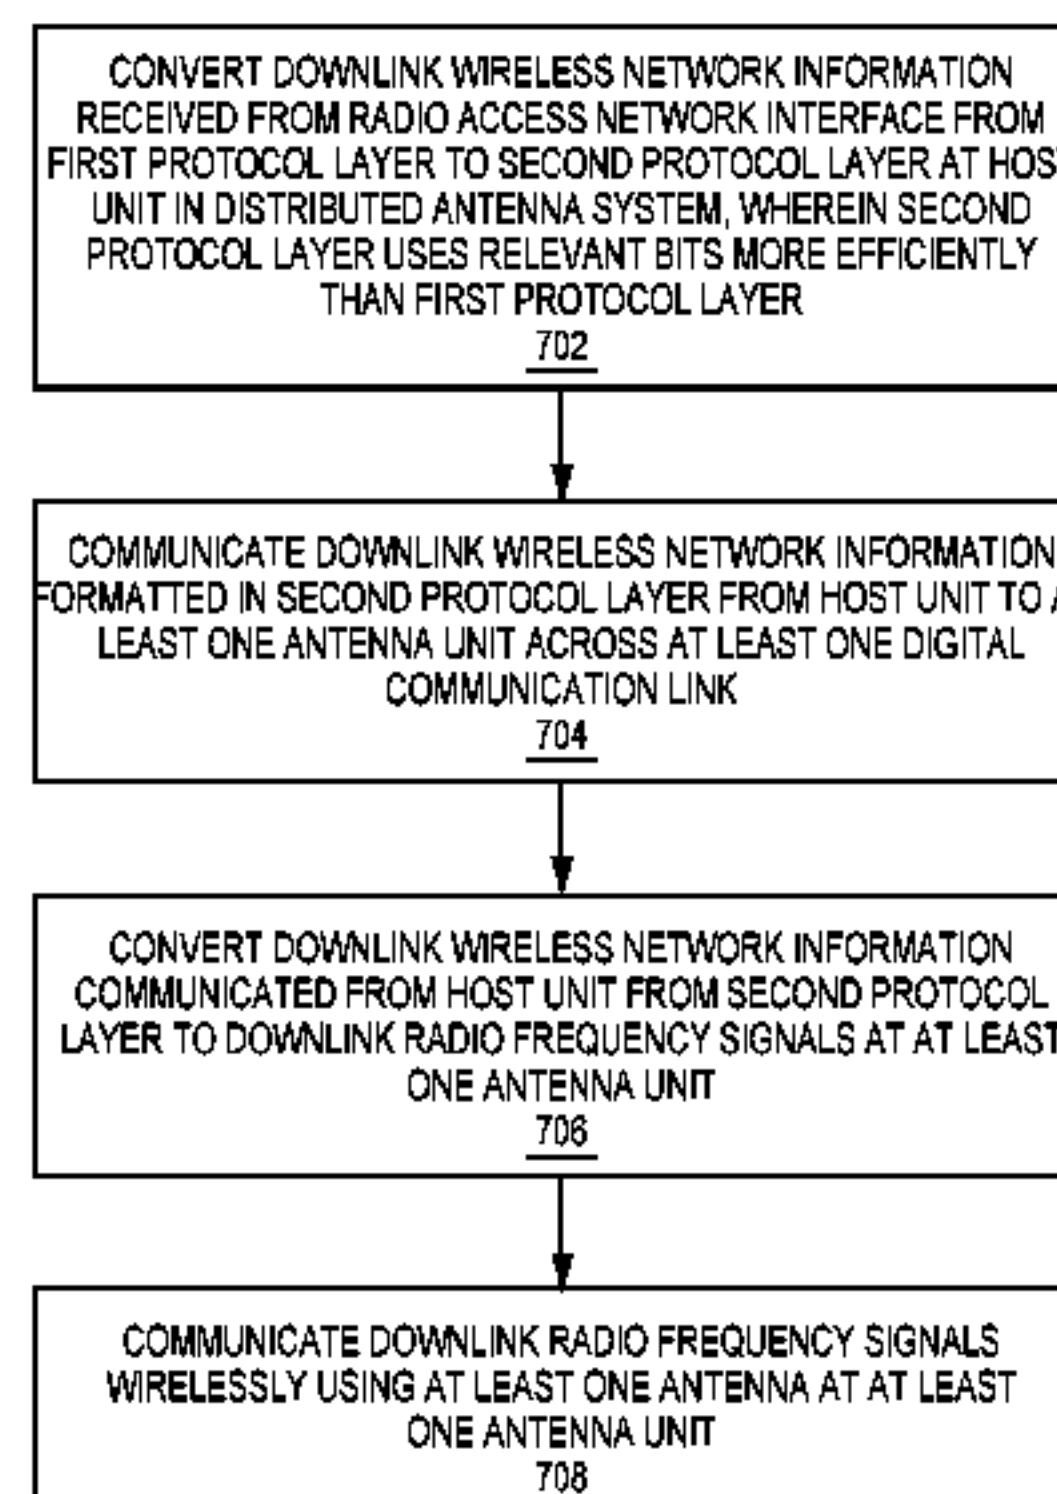 CONVERT DOWNLINK WIRELESS NETWORK INFORMATION
RECEIVED FROM RADIO ACCESS NETWORK INTERFACE FROM
FIRST PROTOCOL LAYER TO SECOND PROTOCOL LAYER AT HOST
UNIT IN DISTRIBUTED ANTENNA SYSTEM, WHEREIN SECOND
PROTOCOL LAYER USES RELEVANT BITS MORE EFFICIENTLY
THAN FIRST PROTOCOL LAYER
702
COMMUNICATE DOWNLINK WIRELESS NETWORK INFORMATION
FORMATTED IN SECOND PROTOCOL LAYER FROM HOST UNIT TO
LEAST ONE ANTENNA UNIT ACROSS AT LEAST ONE DIGITAL
COMMUNICATION LINK
704
CONVERT DOWNLINK WIRELESS NETWORK INFORMATION
COMMUNICATED FROM HOST UNIT FROM SECOND PROTOCOL
LAYER TO DOWNLINK RADIO FREQUENCY SIGNALS AT AT LEAST
ONE ANTENNA UNIT
706
COMMUNICATE DOWNLINK RADIO FREQUENCY SIGNALS
WIRELESSLY USING AT LEAST ONE ANTENNA AT AT LEAST
ONE ANTENNA UNIT
708